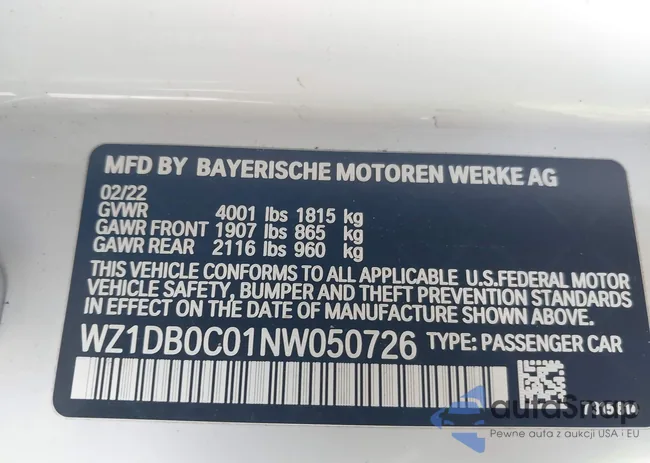 MFD BY BAYERISCHE MOTOREN WERKE AG
02/22
GVWR 4001 lbs 1815 kg
GAWR FRONT 1907 lbs 865 kg
GAWR REAR 2116 lbs 960 kg
THIS VEHICLE CONFORMS TO ALL APPLICABLE U.S.FEDERAL MOTOR
VEHICLE SAFETY, BUMPER AND THEFT PREVENTION STANDARDS
IN EFFECT ON THE DATE OF MANUFACTURE SHOWN ABOVE.
WZ1DB0C01NW050726 TYPE: PASSENGER CAR
autaSnap
Pewne auta z aukcji USA i EU